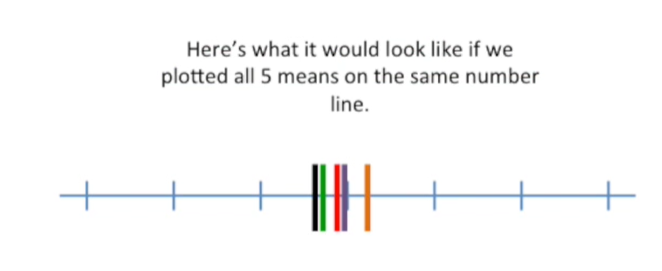 Here’s what it would look like if we
plotted all 5 means on the same number
line.